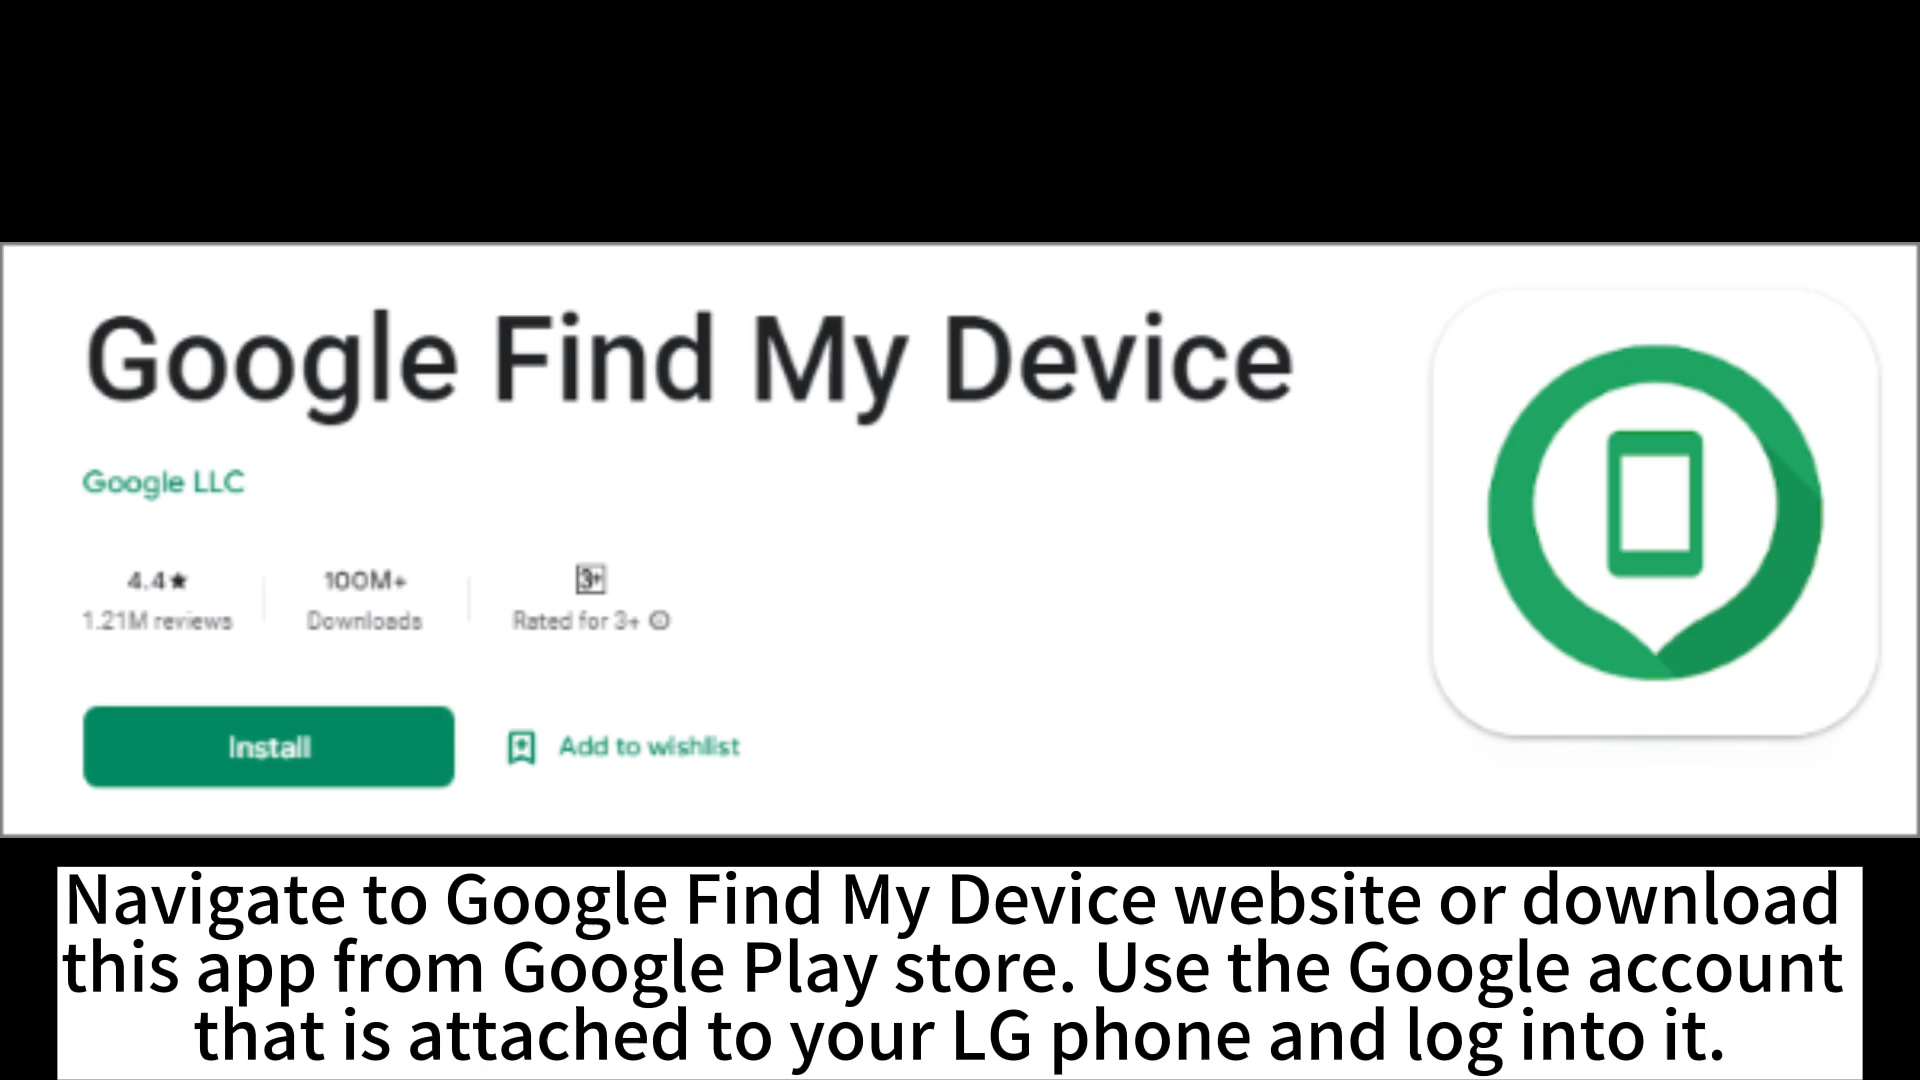 Google Find My Device
Google LLC
4.4★ 100M+ 3+
1.21M reviews Downloads Rated for 3+
Install Add to wishlist
Navigate to Google Find My Device website or download
this app from Google Play store. Use the Google account
that is attached to your LG phone and log into it.